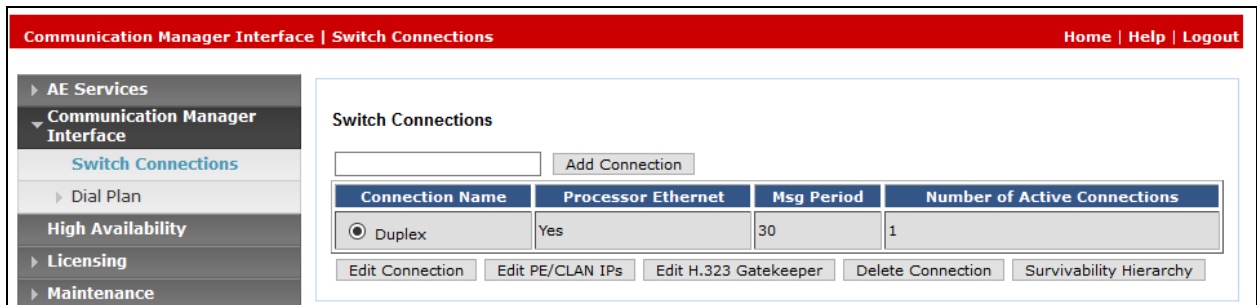 Communication Manager Interface | Switch Connections
Home | Help | Logout
AE Services
Communication Manager
Interface
Switch Connections
Dial Plan
High Availability
Licensing
Maintenance
Switch Connections
Add Connection
Connection Name Processor Ethernet Msg Period Number of Active Connections
Duplex Yes 30 1
Edit Connection Edit PE/CLAN IPs Edit H.323 Gatekeeper Delete Connection Survivability Hierarchy